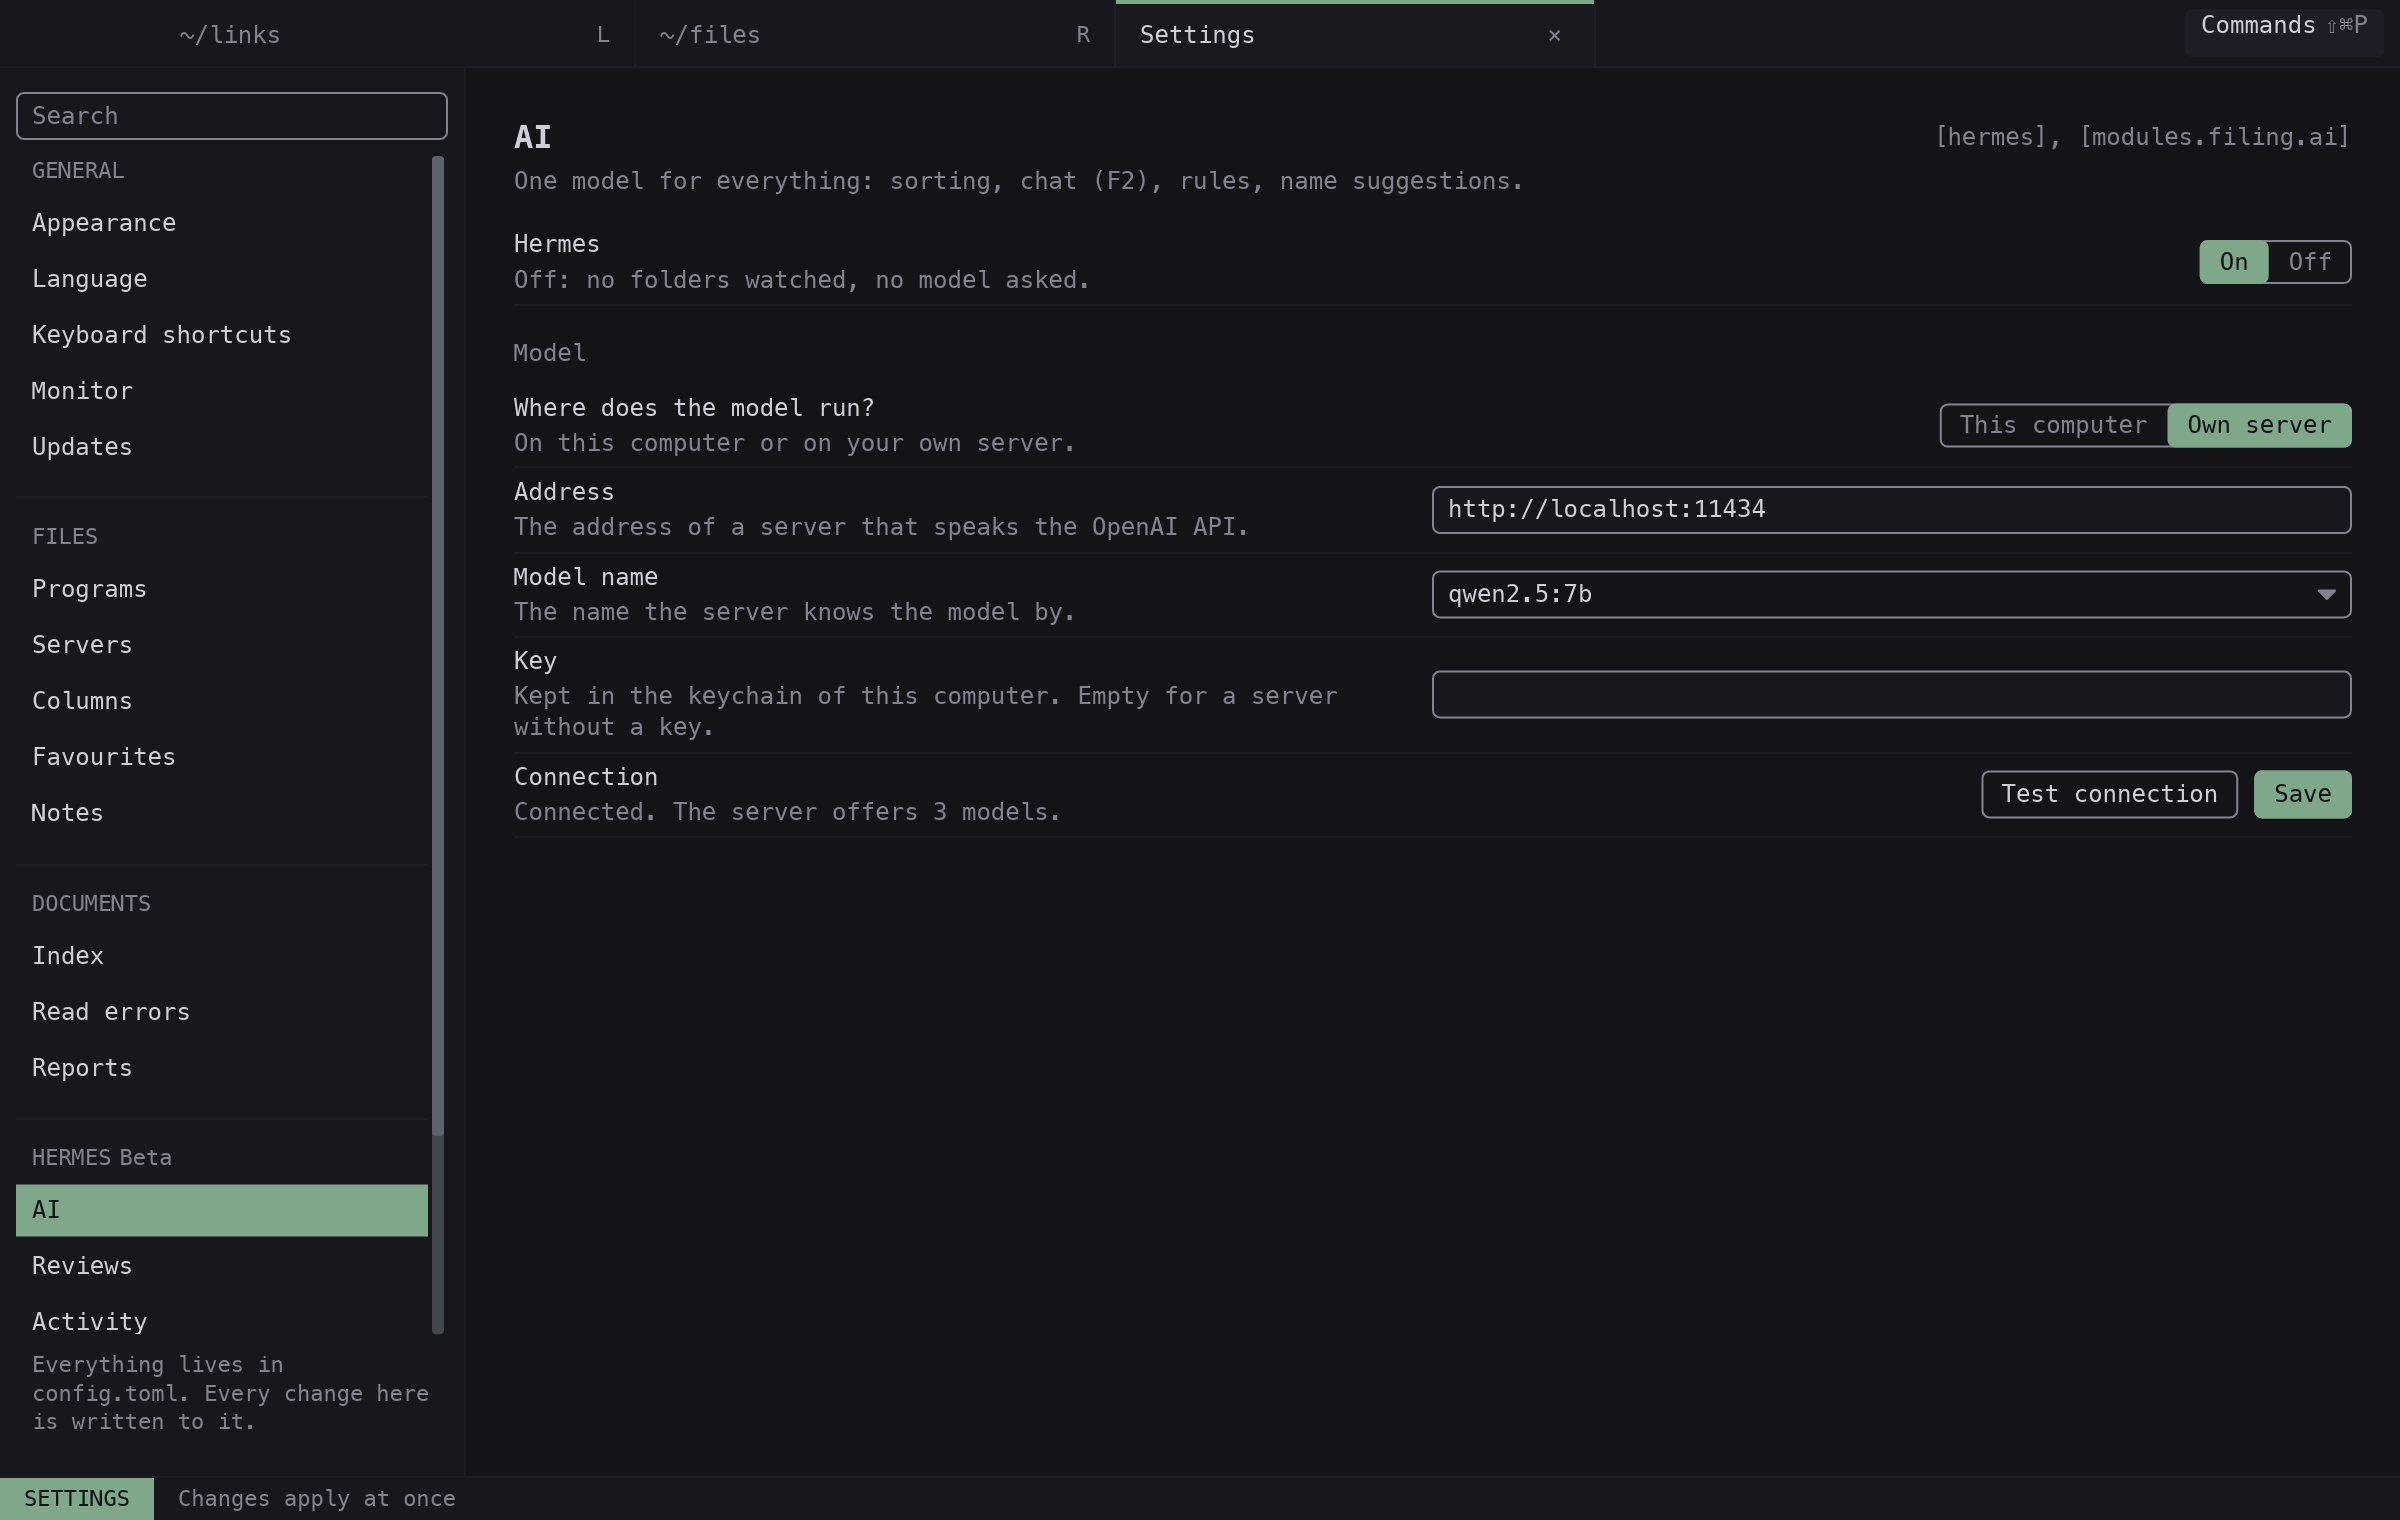 ~/links L ~/files R Settings × Commands ⇧⌘P
Search
GENERAL
Appearance
Language
Keyboard shortcuts
Monitor
Updates
FILES
Programs
Servers
Columns
Favourites
Notes
DOCUMENTS
Index
Read errors
Reports
HERMES Beta
AI
Reviews
Activity
Everything lives in
config.toml. Every change here
is written to it.
AI [hermes], [modules.filing.ai]
One model for everything: sorting, chat (F2), rules, name suggestions.
Hermes
Off: no folders watched, no model asked.
On Off
Model
Where does the model run?
On this computer or on your own server.
This computer Own server
Address
The address of a server that speaks the OpenAI API.
http://localhost:11434
Model name
The name the server knows the model by.
qwen2.5:7b
Key
Kept in the keychain of this computer. Empty for a server
without a key.
Connection
Connected. The server offers 3 models.
Test connection Save
SETTINGS Changes apply at once